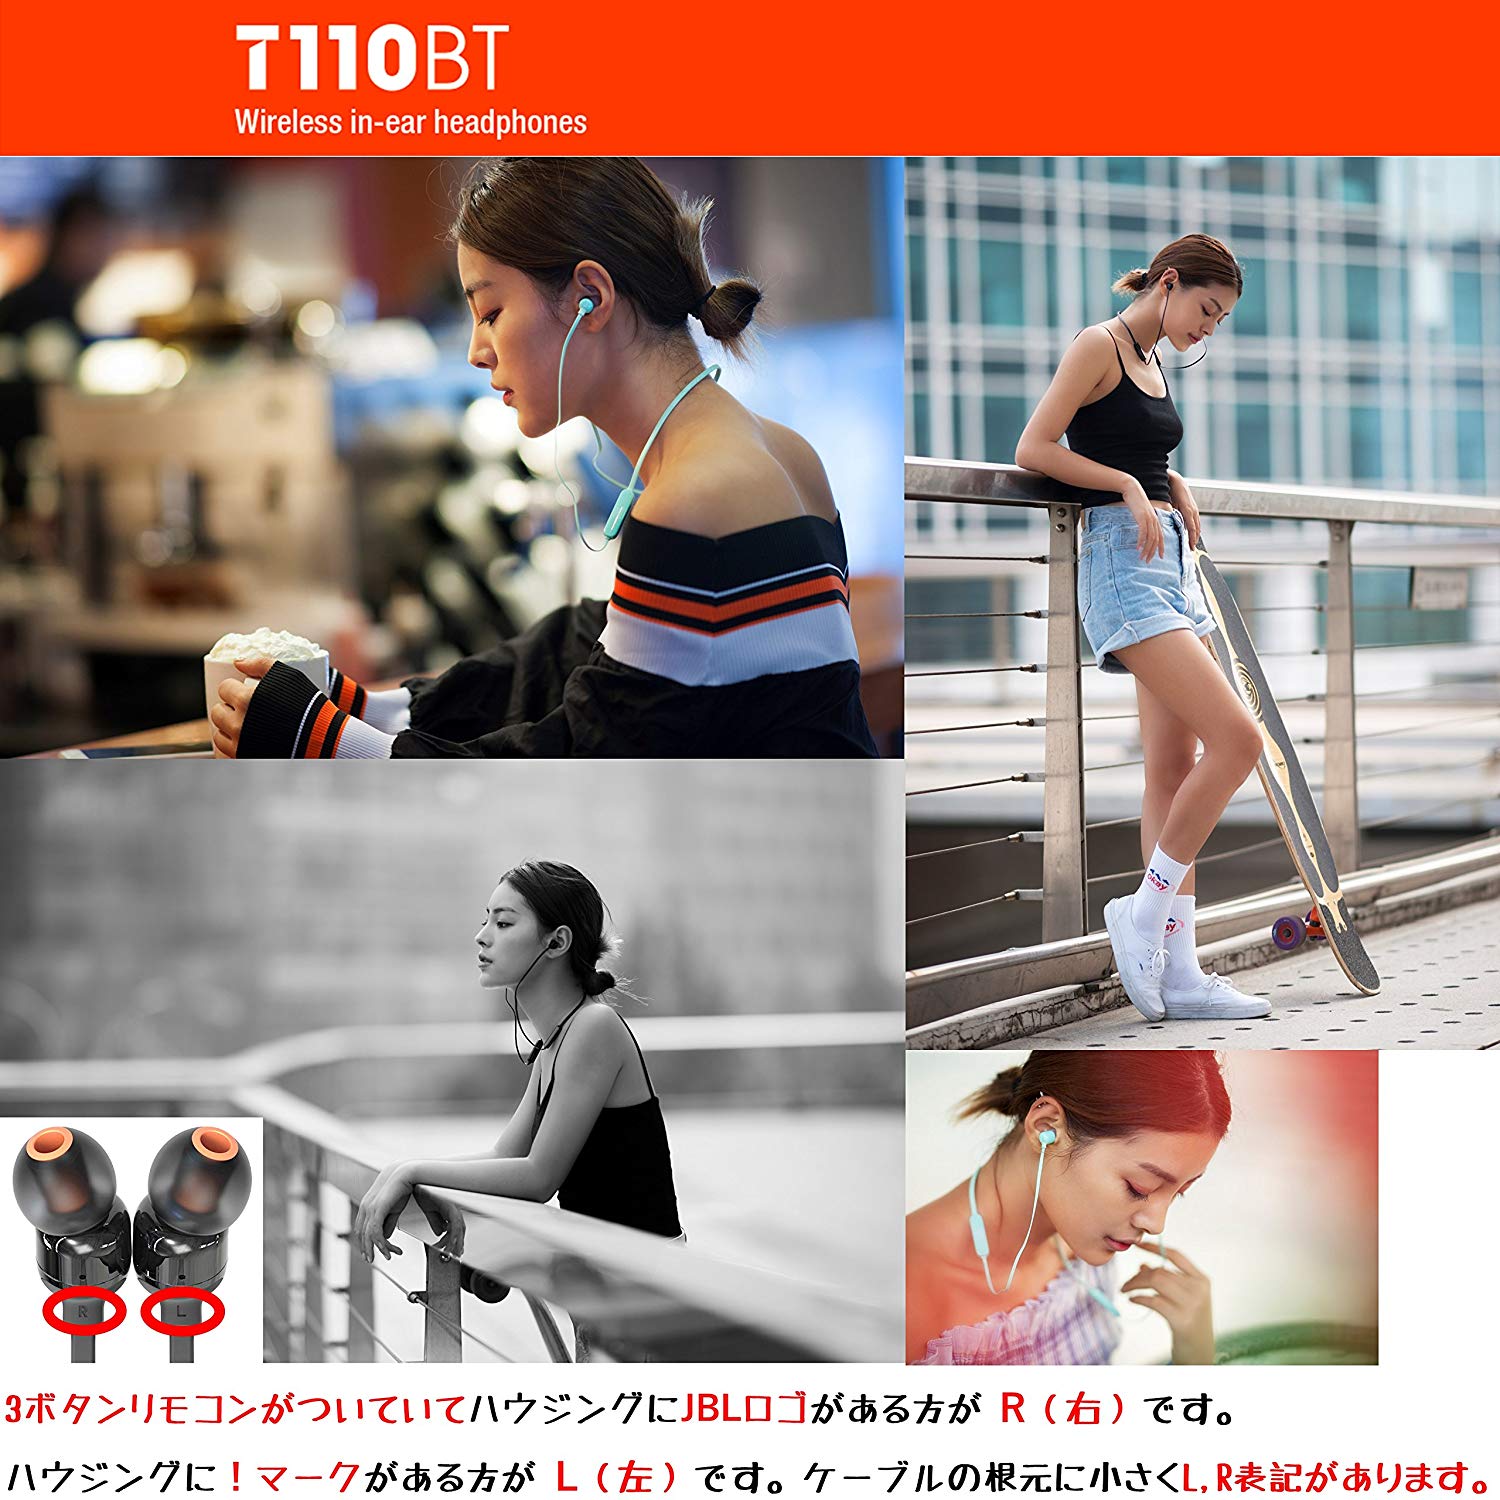 T110BT
Wireless in-ear headphones
okay
R
L
3ボタンリモコンがついていてハウジングにJBLロゴがある方が R（右）です。
ハウジングに！マークがある方が L（左）です。ケーブルの根元に小さくL,R表記があります。